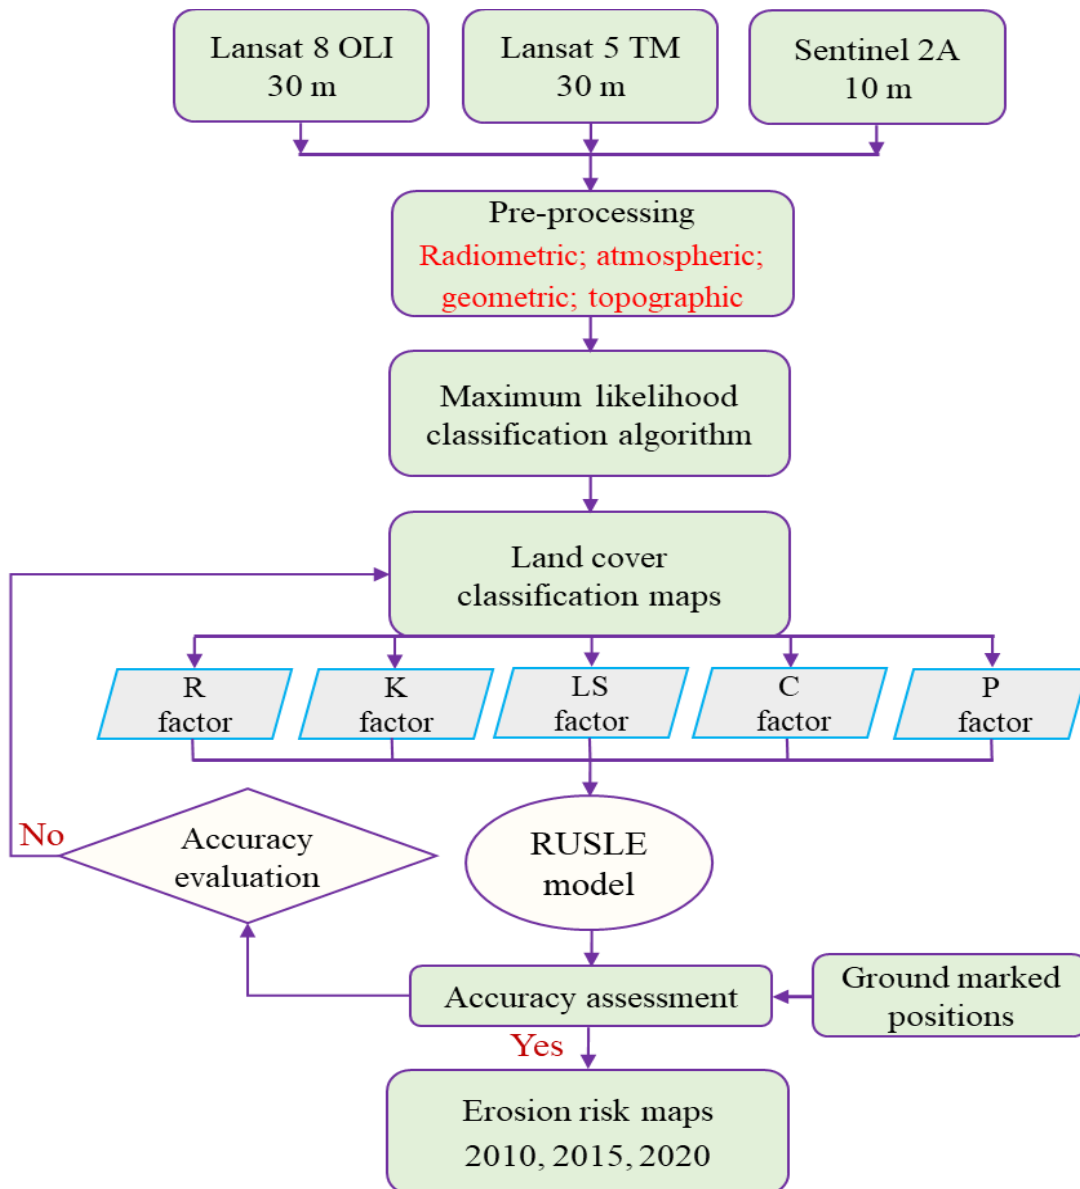 Lansat 8 OLI
30 m
Lansat 5 TM
30 m
Sentinel 2A
10 m
Pre-processing
Radiometric; atmospheric;
geometric; topographic
Maximum likelihood
classification algorithm
Land cover
classification maps
R
factor
K
factor
LS
factor
C
factor
P
factor
No
Accuracy
evaluation
RUSLE
model
Accuracy assessment
Ground marked
positions
Yes
Erosion risk maps
2010, 2015, 2020